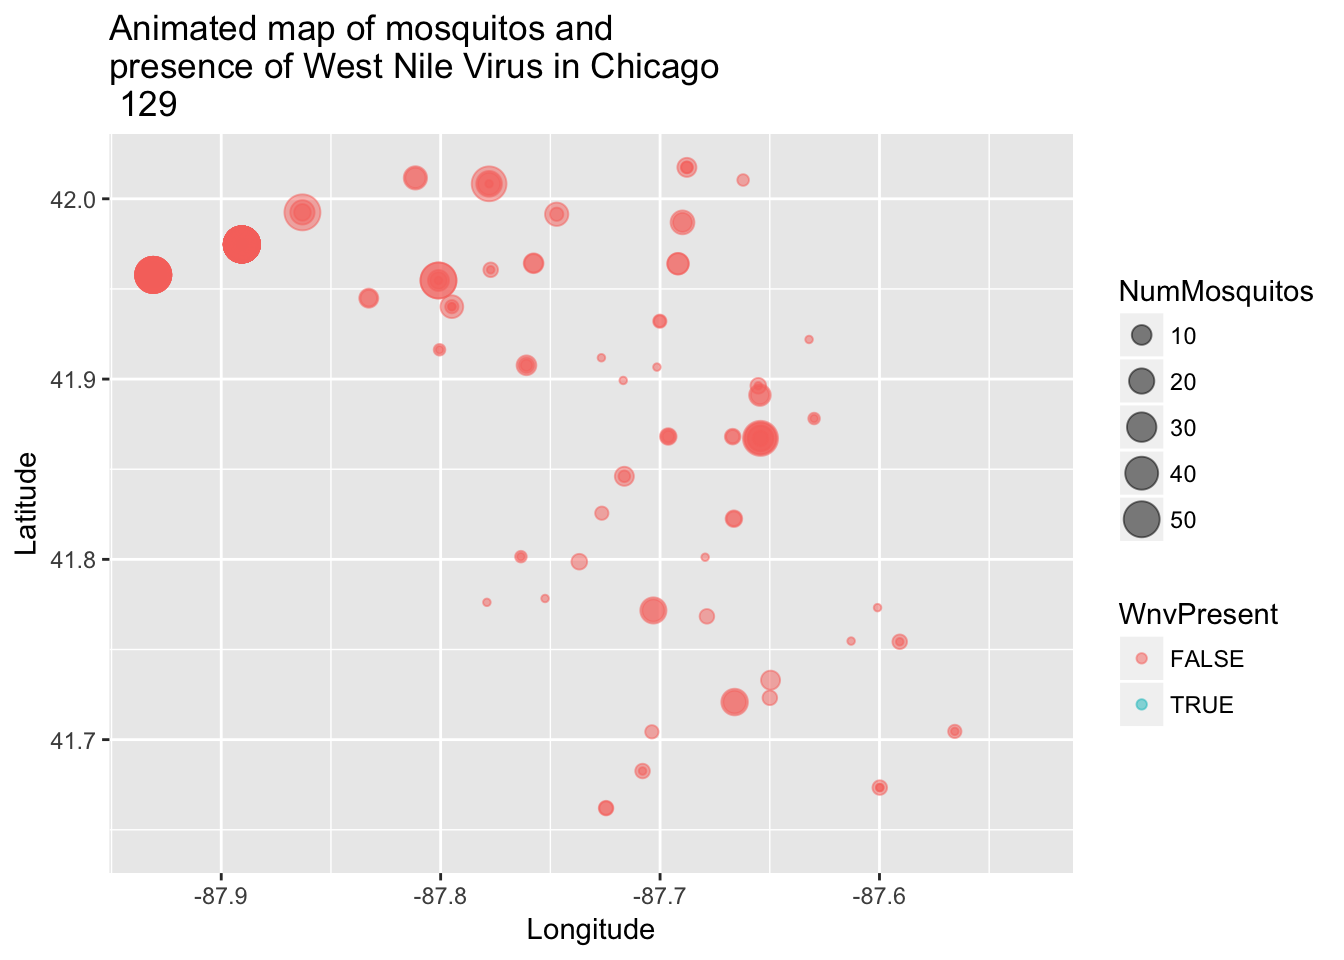 Animated map of mosquitos and
presence of West Nile Virus in Chicago
129
42.0
41.9
41.8
41.7
Latitude
-87.9
-87.8
-87.7
-87.6
Longitude
NumMosquitos
10
20
30
40
50
WnvPresent
FALSE
TRUE